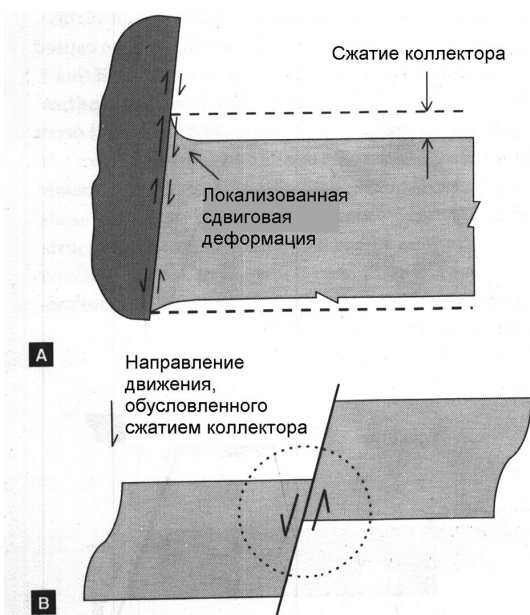 Сжатие коллектора
Локализованная
сдвиговая
деформация
A
Направление
движения,
обусловленного
сжатием коллектора
B